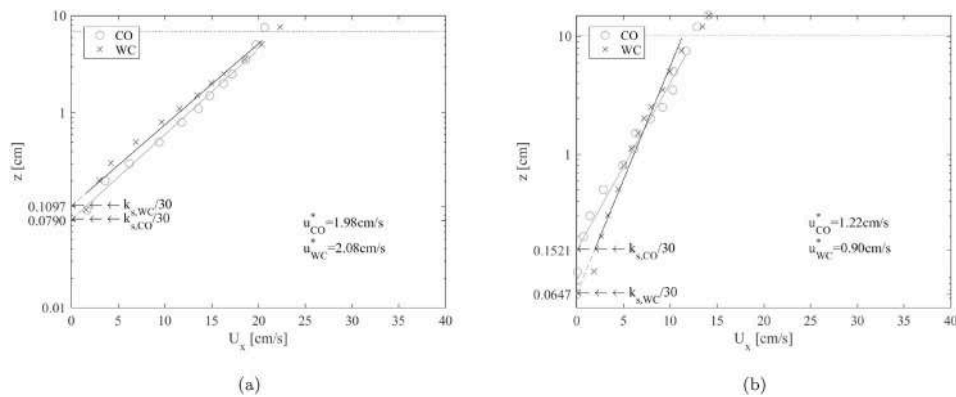 10
CO
WC
1
z [cm]
0.1097
k_s,WC/30
0.0790
k_s,CO/30
u*_CO=1.98cm/s
u*_WC=2.08cm/s
0.01
0 5 10 15 20 25 30 35 40
U_x [cm/s]
(a)
10
CO
WC
1
z [cm]
0.1521
k_s,CO/30
0.0647
k_s,WC/30
u*_CO=1.22cm/s
u*_WC=0.90cm/s
0 5 10 15 20 25 30 35 40
U_x [cm/s]
(b)